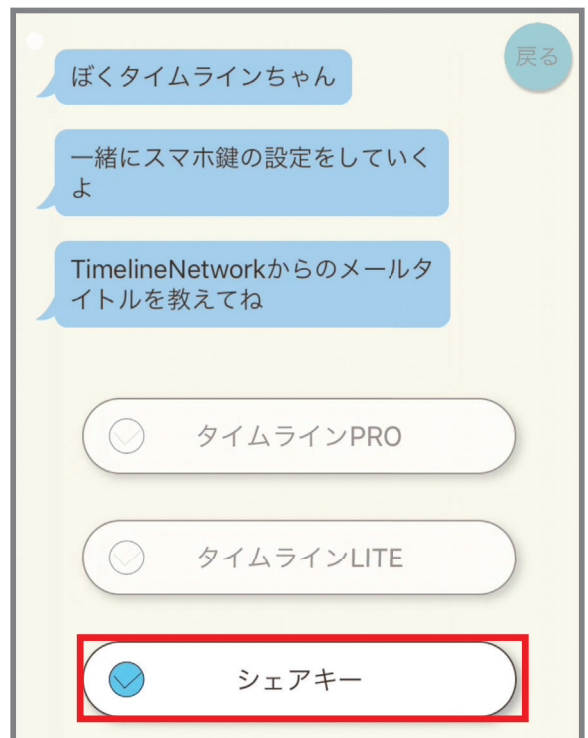 戻る
ぼくタイムラインちゃん
一緒にスマホ鍵の設定をしていく
よ
TimelineNetworkからのメールタ
イトルを教えてね
タイムラインPRO
タイムラインLITE
シェアキー